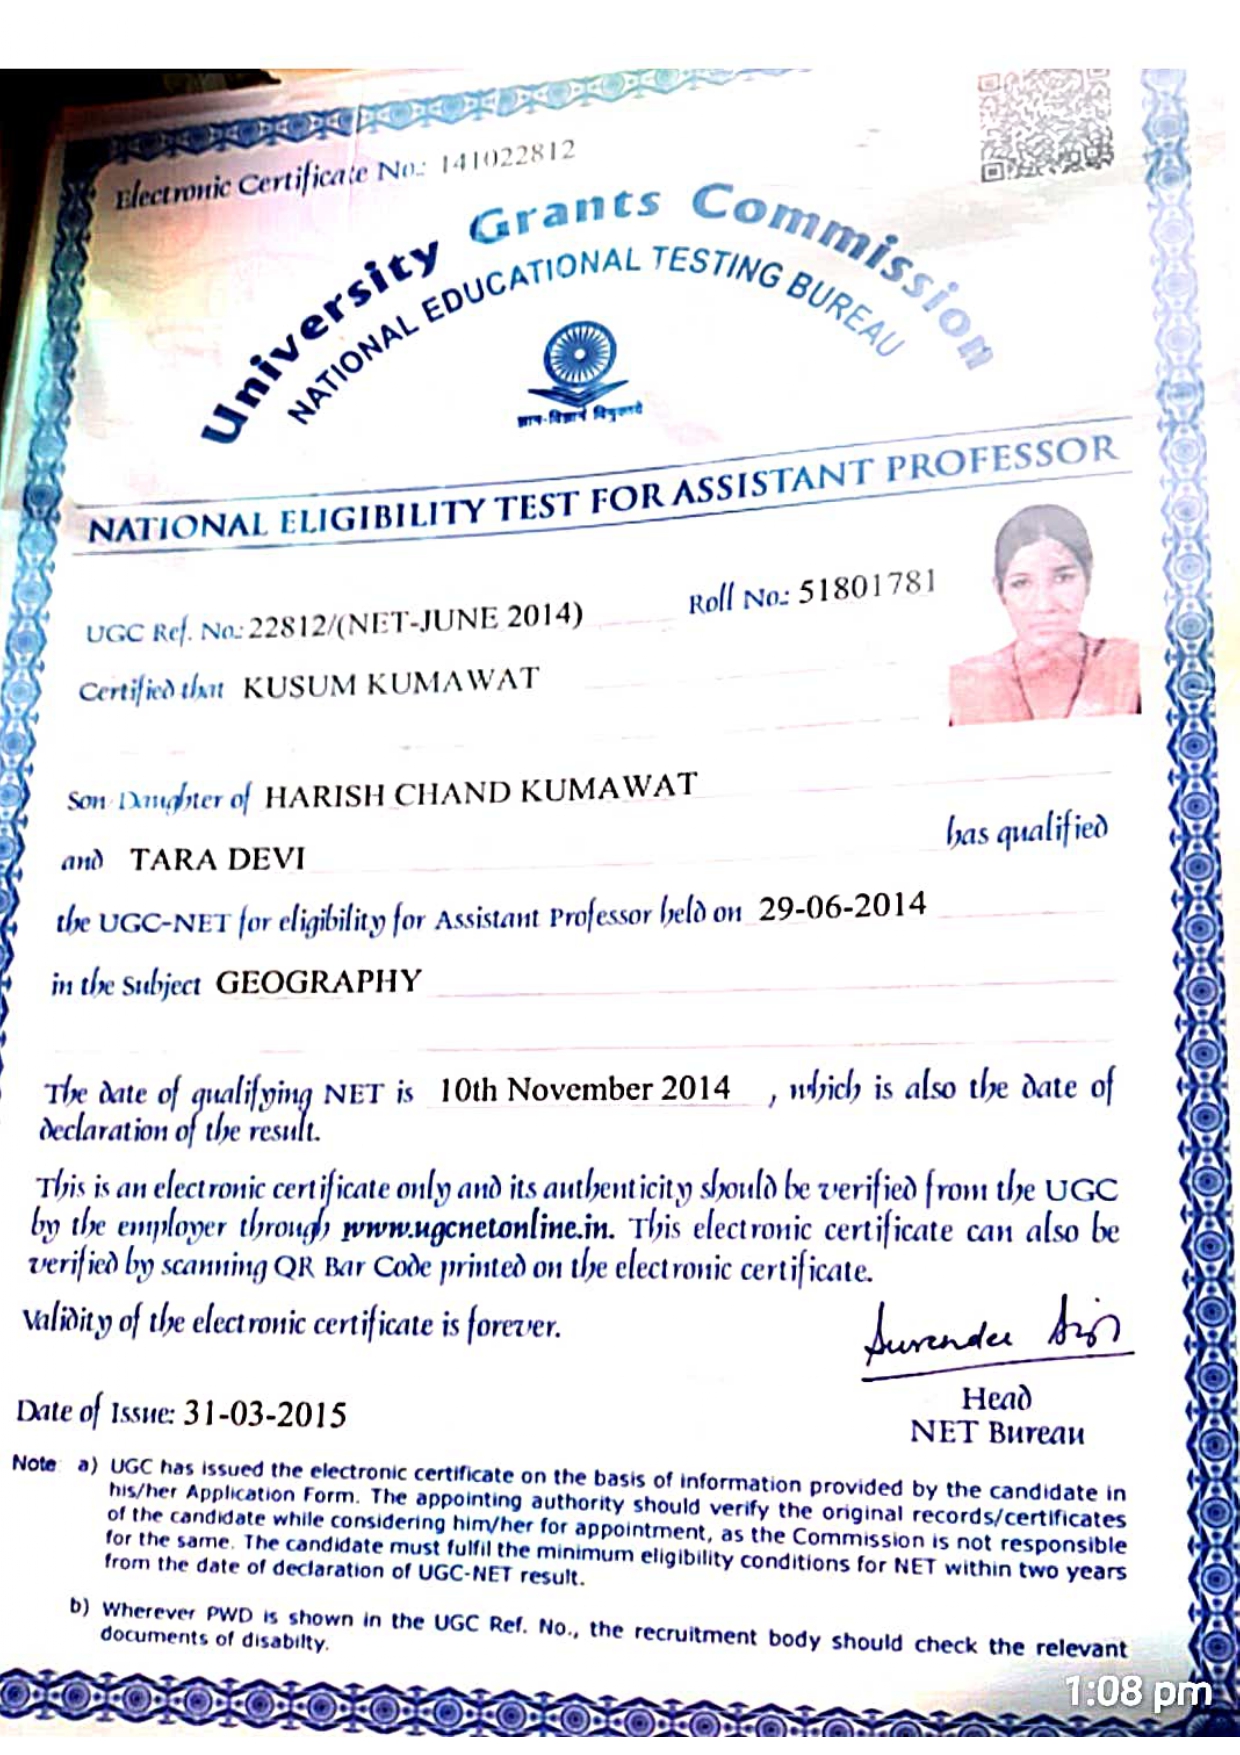 Electronic Certificate No.: 141022812
University Grants Commission
NATIONAL EDUCATIONAL TESTING BUREAU
ज्ञान-विज्ञानं विमुक्तये
NATIONAL ELIGIBILITY TEST FOR ASSISTANT PROFESSOR
UGC Ref. No.: 22812/(NET-JUNE 2014) Roll No.: 51801781
Certified that KUSUM KUMAWAT
Son Daughter of HARISH CHAND KUMAWAT
and TARA DEVI has qualified
the UGC-NET for eligibility for Assistant Professor held on 29-06-2014
in the Subject GEOGRAPHY
The date of qualifying NET is 10th November 2014 , which is also the date of
declaration of the result.
This is an electronic certificate only and its authenticity should be verified from the UGC
by the employer through www.ugcnetonline.in. This electronic certificate can also be
verified by scanning QR Bar Code printed on the electronic certificate.
Validity of the electronic certificate is forever.
Surender
Date of Issue: 31-03-2015
Head
NET Bureau
Note: a) UGC has issued the electronic certificate on the basis of information provided by the candidate in
his/her Application Form. The appointing authority should verify the original records/certificates
of the candidate while considering him/her for appointment, as the Commission is not responsible
for the same. The candidate must fulfil the minimum eligibility conditions for NET within two years
from the date of declaration of UGC-NET result.
b) Wherever PWD is shown in the UGC Ref. No., the recruitment body should check the relevant
documents of disabilty.
1:08 pm